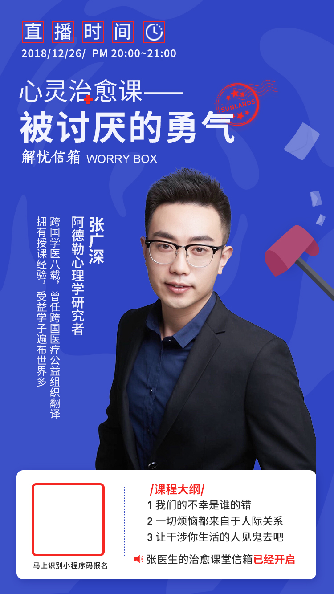 直播时间
2018/12/26/ PM 20:00~21:00
心灵治愈课——
被讨厌的勇气
解忧信箱 WORRY BOX
张广深
阿德勒心理学研究者
跨国学医八载，曾任跨国医疗公益组织翻译
拥有授课经验，受益学子遍布世界多
/课程大纲/
1 我们的不幸是谁的错
2 一切烦恼都来自于人际关系
3 让干涉你生活的人见鬼去吧
马上识别小程序码报名
张医生的治愈课堂信箱已经开启